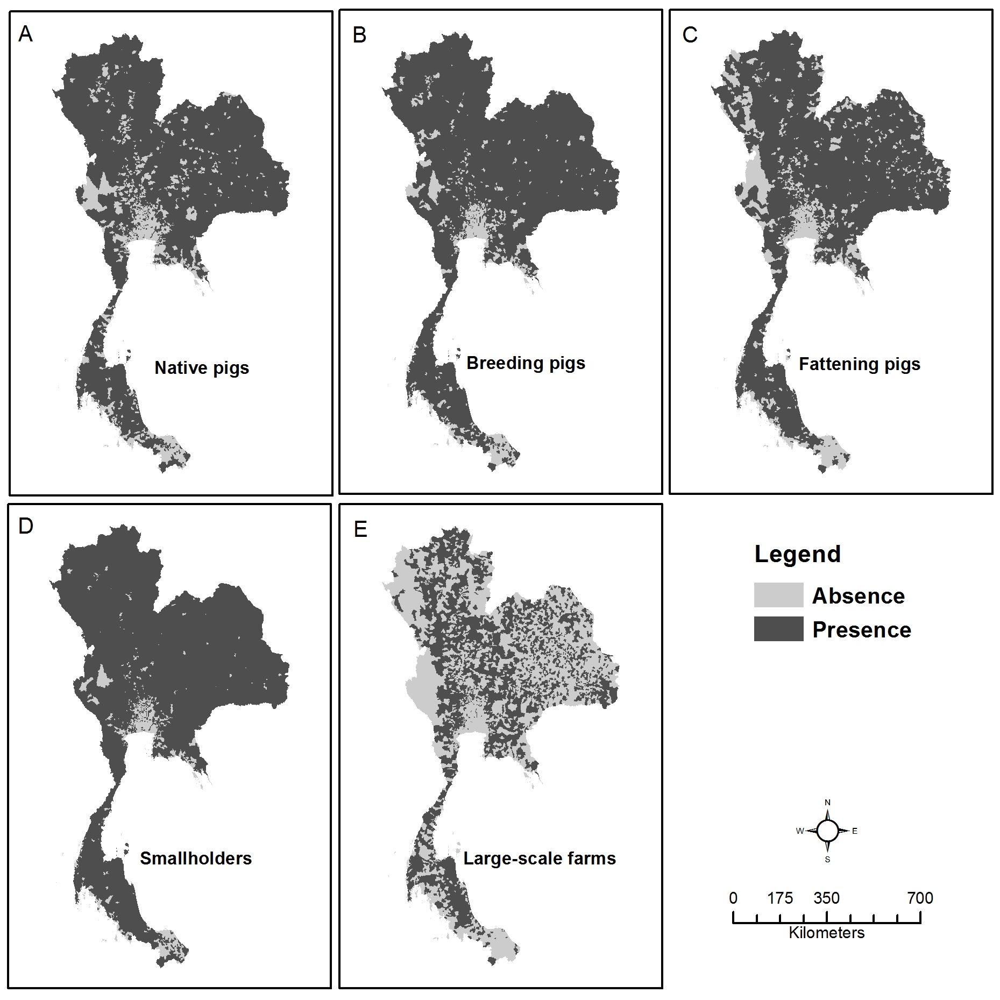 A
Native pigs
B
Breeding pigs
C
Fattening pigs
D
Smallholders
E
Large-scale farms
Legend
Absence
Presence
N
W E
S
0 175 350 700
Kilometers